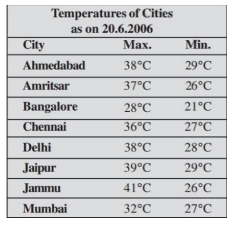 Temperatures of Cities
as on 20.6.2006
City Max. Min.
Ahmedabad 38°C 29°C
Amritsar 37°C 26°C
Bangalore 28°C 21°C
Chennai 36°C 27°C
Delhi 38°C 28°C
Jaipur 39°C 29°C
Jammu 41°C 26°C
Mumbai 32°C 27°C